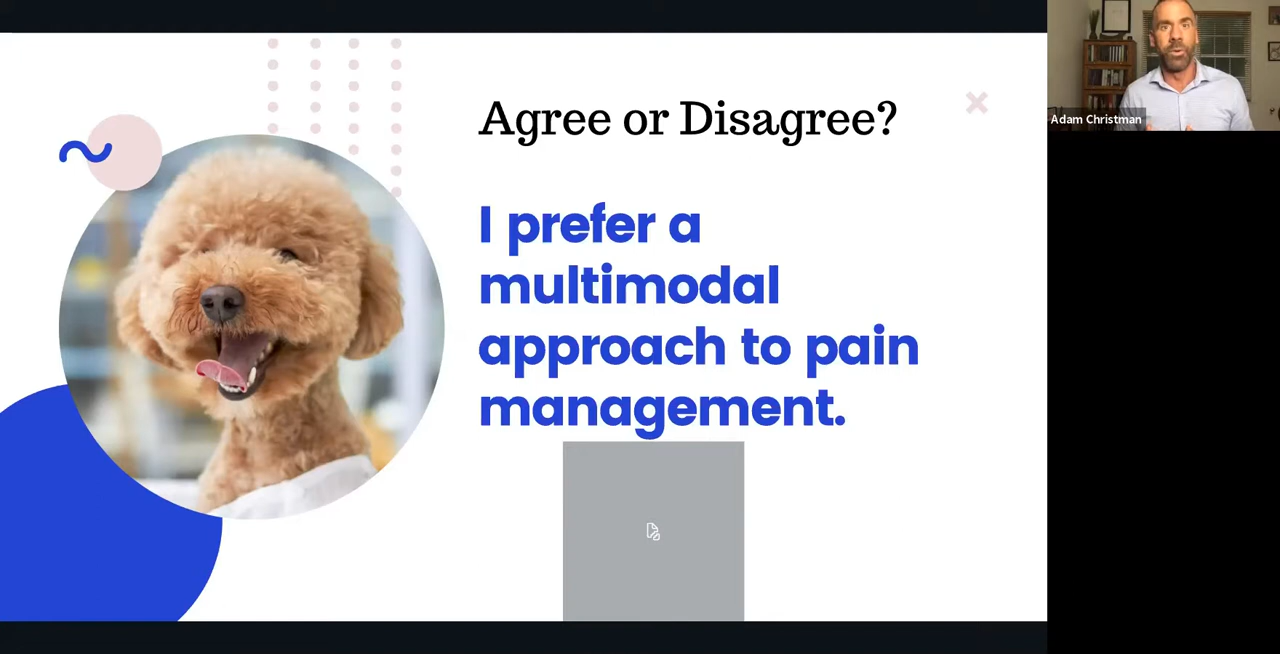 Agree or Disagree?
I prefer a
multimodal
approach to pain
management.
Adam Christman